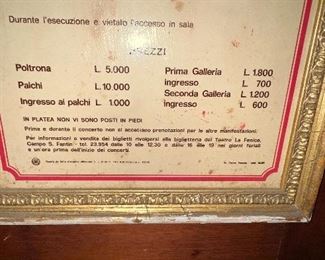 Durante l'esecuzione e vietato l'accesso in sala
PREZZI
Poltrona L. 5.000
Palchi L. 10.000
Ingresso ai palchi L. 1.000
Prima Galleria L. 1.800
ingresso L. 700
Seconda Galleria L. 1.200
ingresso L. 600
IN PLATEA NON VI SONO POSTI IN PIEDI
Prima e durante il concerto non si accettano prenotazioni per le altre manifestazioni.
Per informazioni o vendita dei biglietti rivolgersi alla biglietteria del Teatro La Fenice,
Campo S. Fantin - tel. 23.954 dalle 10 alle 12,30 e dalle 16 alle 19 nei giorni feriali
e un'ora prima dell'inizio dei concerti.